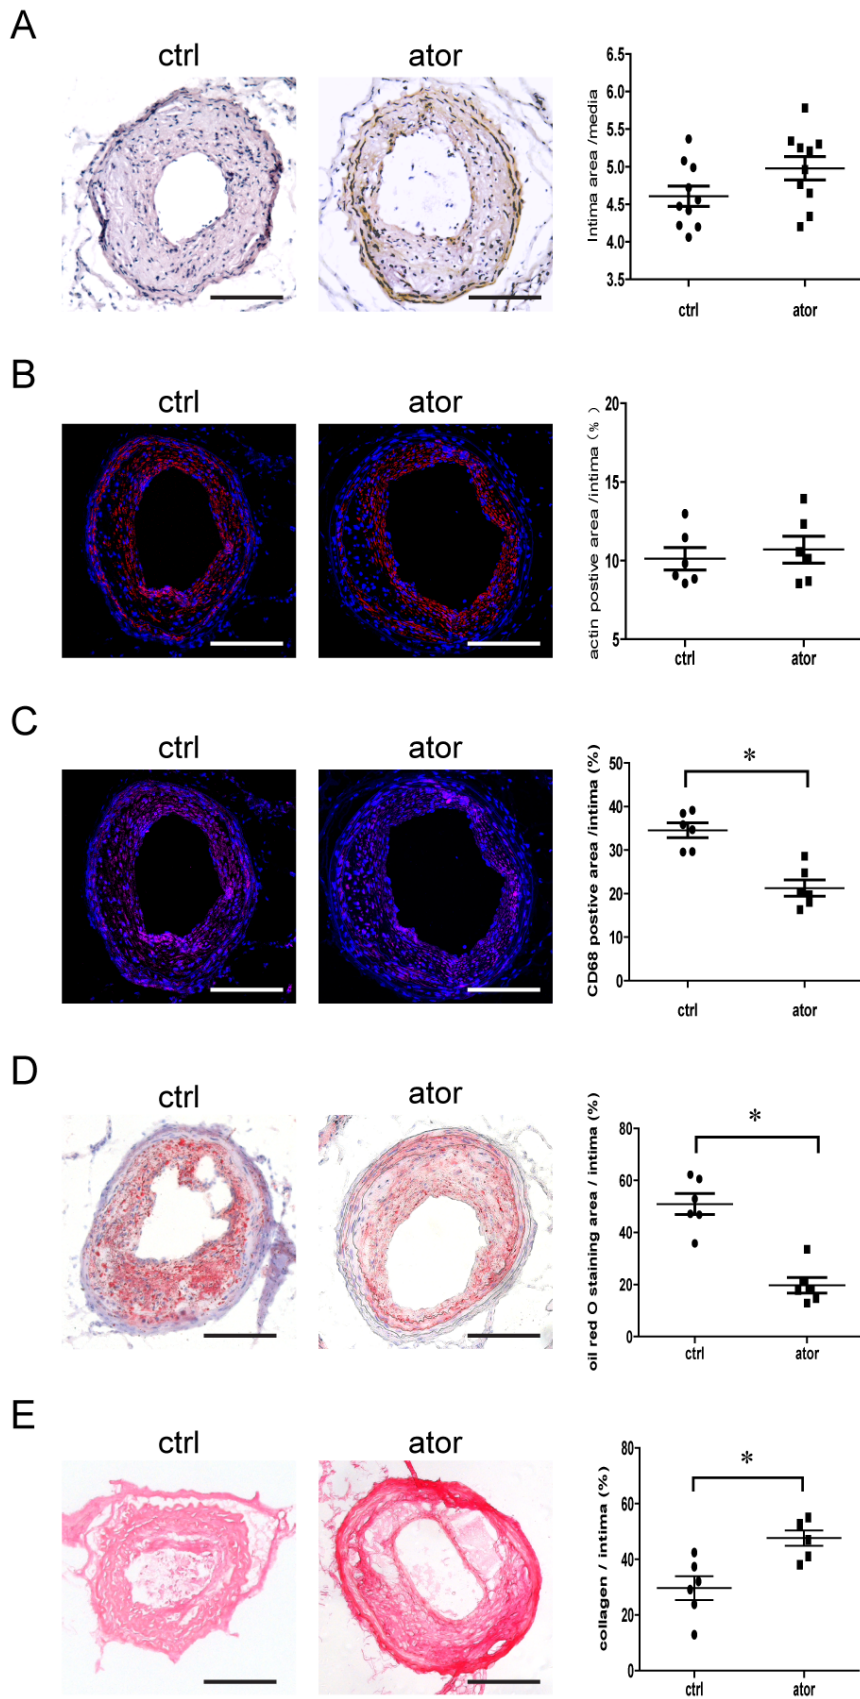 A
ctrl
ator
Intima area /media
6.5
6.0
5.5
5.0
4.5
4.0
3.5
ctrl
ator
B
ctrl
ator
actin postive area /intima (%)
20
15
10
5
ctrl
ator
C
ctrl
ator
CD68 postive area /intima (%)
50
40
30
20
10
0
*
ctrl
ator
D
ctrl
ator
oil red O staining area / intima (%)
80
60
40
20
0
*
ctrl
ator
E
ctrl
ator
collagen / intima (%)
80
60
40
20
0
*
ctrl
ator